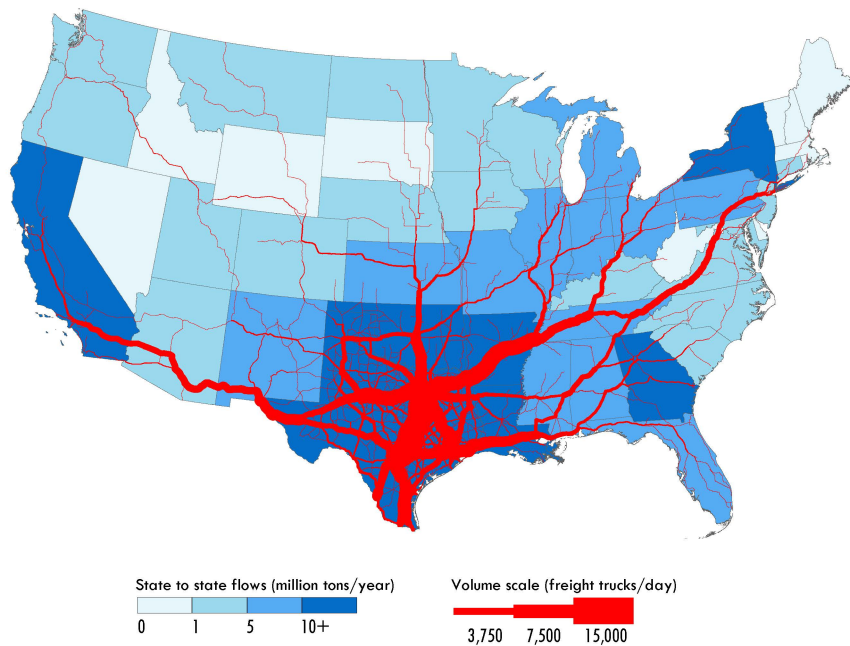 State to state flows (million tons/year)
0 1 5 10+
Volume scale (freight trucks/day)
3,750 7,500 15,000